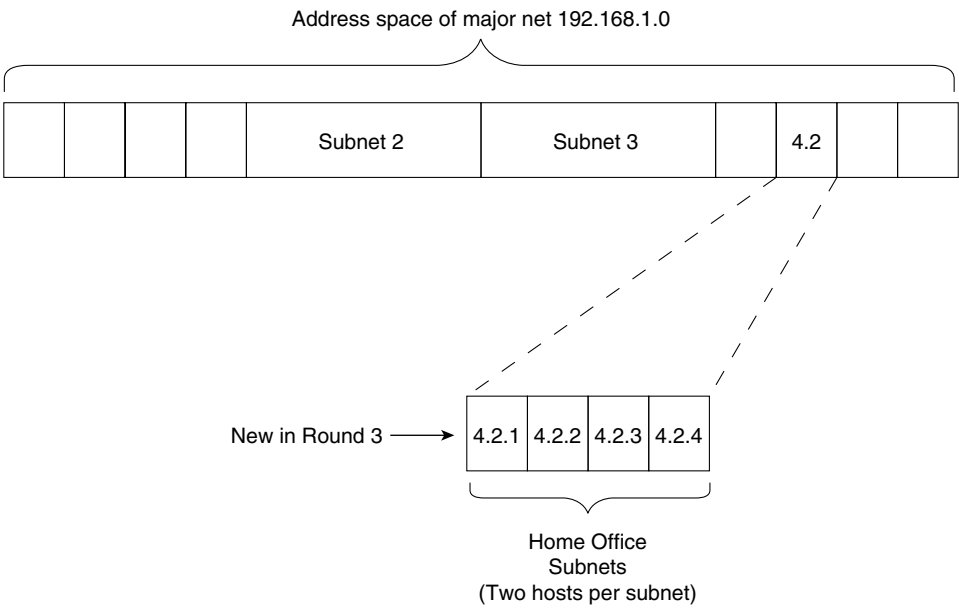 Address space of major net 192.168.1.0
Subnet 2
Subnet 3
4.2
New in Round 3
4.2.1
4.2.2
4.2.3
4.2.4
Home Office
Subnets
(Two hosts per subnet)